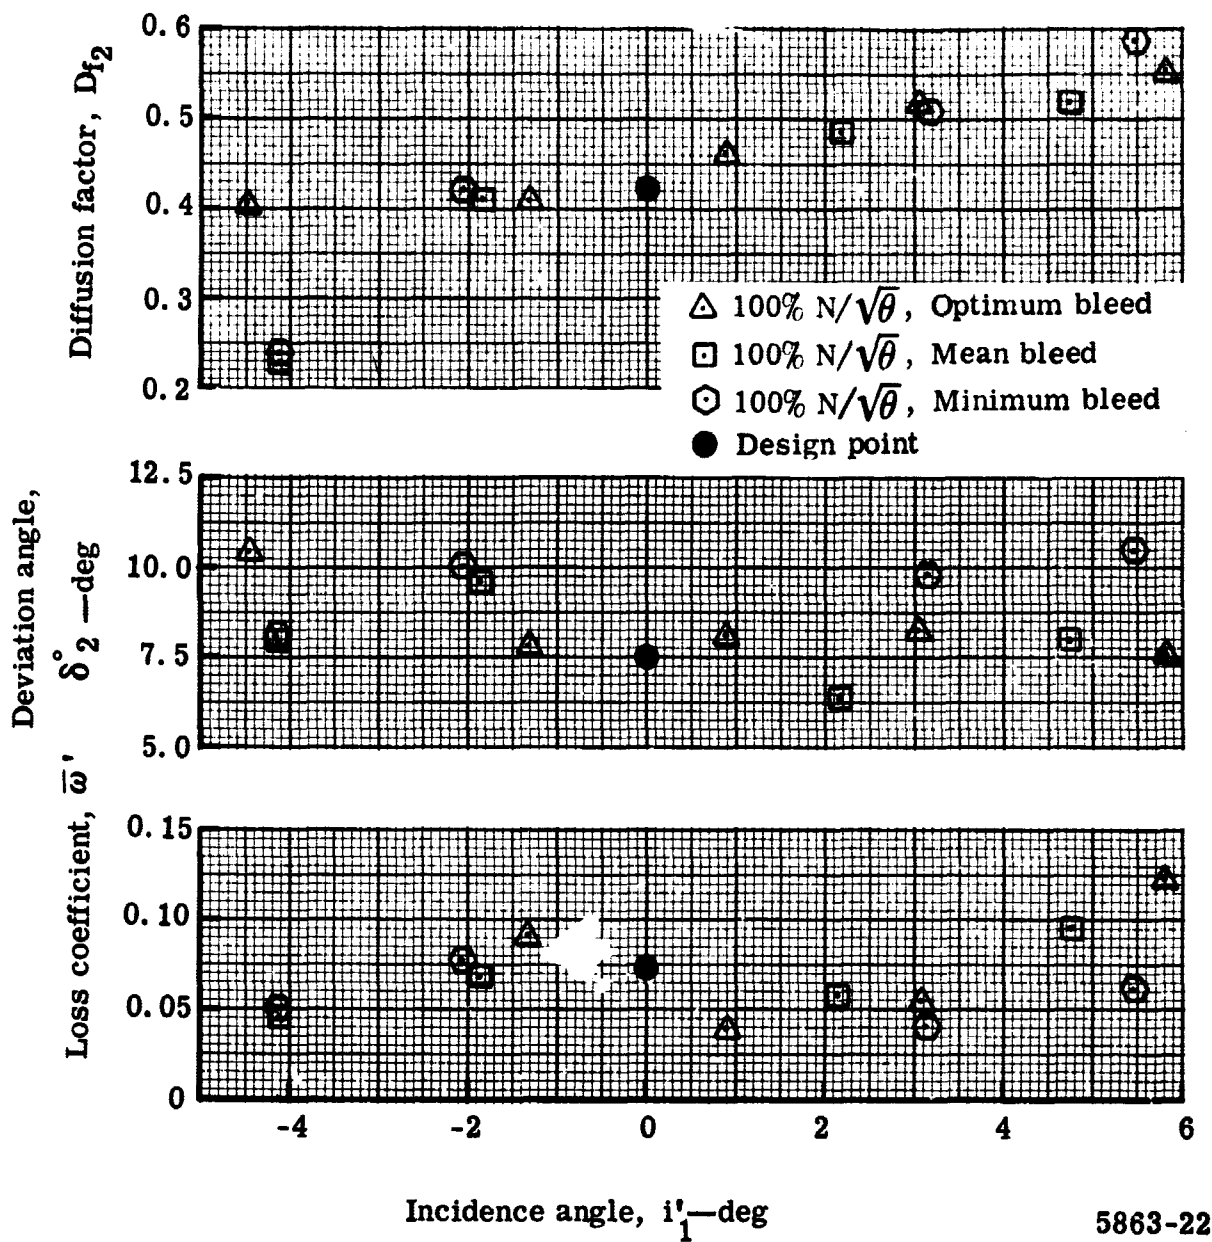 Diffusion factor, Df2
0.6
0.5
0.4
0.3
0.2
△ 100% N/√θ, Optimum bleed
⊡ 100% N/√θ, Mean bleed
⊙ 100% N/√θ, Minimum bleed
● Design point
Deviation angle,
δ°2 —deg
12.5
10.0
7.5
5.0
Loss coefficient, ω̅'
0.15
0.10
0.05
0
-4 -2 0 2 4 6
Incidence angle, i'1—deg
5863-22